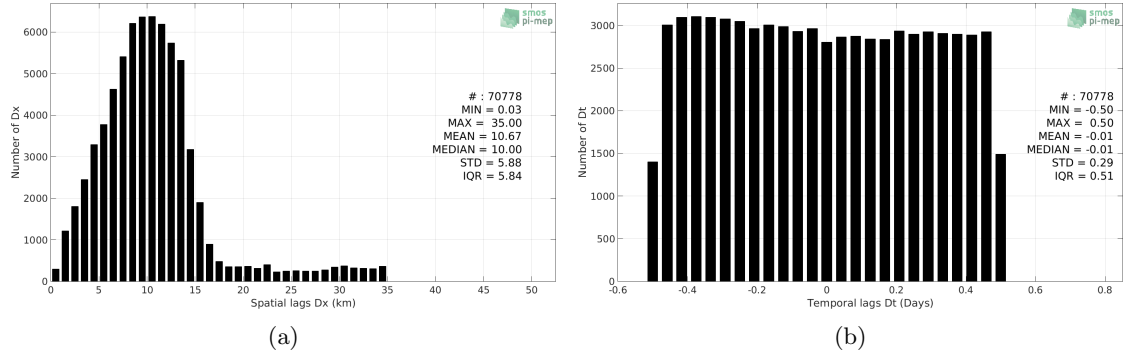 6000
5000
4000
3000
2000
1000
0
Number of Dx
smos
pi-mep
# : 70778
MIN = 0.03
MAX = 35.00
MEAN = 10.67
MEDIAN = 10.00
STD = 5.88
IQR = 5.84
0 5 10 15 20 25 30 35 40 45 50
Spatial lags Dx (km)
(a)
3000
2500
2000
1500
1000
500
0
Number of Dt
smos
pi-mep
# : 70778
MIN = -0.50
MAX = 0.50
MEAN = -0.01
MEDIAN = -0.01
STD = 0.29
IQR = 0.51
-0.6 -0.4 -0.2 0 0.2 0.4 0.6 0.8
Temporal lags Dt (Days)
(b)